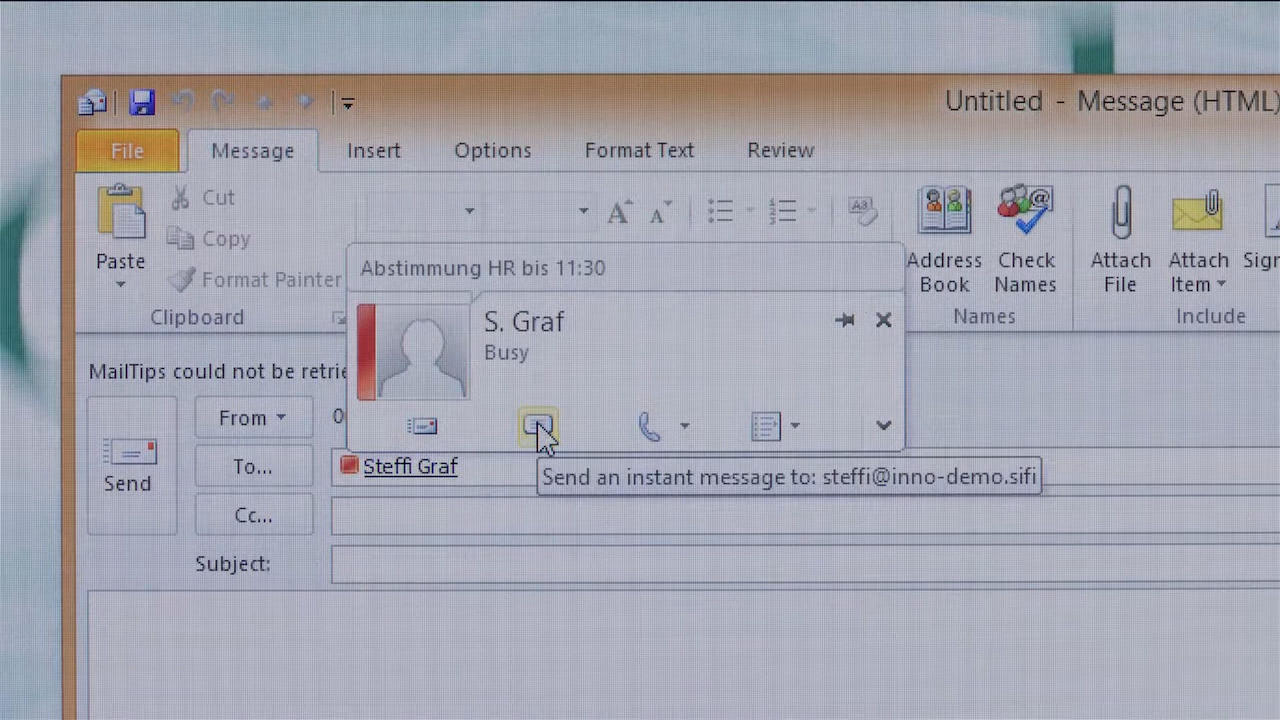 Untitled - Message (HTML)
File Message Insert Options Format Text Review
Cut
Copy
Format Painter
Paste
Clipboard
Address Book
Check Names
Names
Attach File
Attach Item
Include
Abstimmung HR bis 11:30
S. Graf
Busy
MailTips could not be
From
To...
Steffi Graf
Send an instant message to: steffi@inno-demo.sifi
Send
Cc...
Subject: